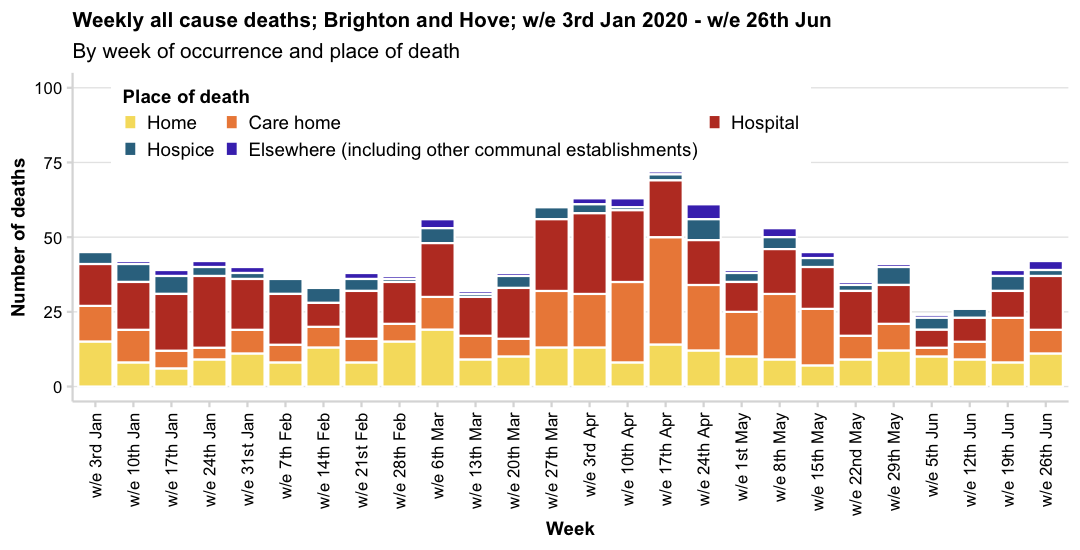 Weekly all cause deaths; Brighton and Hove; w/e 3rd Jan 2020 - w/e 26th Jun
By week of occurrence and place of death
Place of death
Home
Care home
Hospital
Hospice
Elsewhere (including other communal establishments)
Number of deaths
100
75
50
25
0
w/e 3rd Jan
w/e 10th Jan
w/e 17th Jan
w/e 24th Jan
w/e 31st Jan
w/e 7th Feb
w/e 14th Feb
w/e 21st Feb
w/e 28th Feb
w/e 6th Mar
w/e 13th Mar
w/e 20th Mar
w/e 27th Mar
w/e 3rd Apr
w/e 10th Apr
w/e 17th Apr
w/e 24th Apr
w/e 1st May
w/e 8th May
w/e 15th May
w/e 22nd May
w/e 29th May
w/e 5th Jun
w/e 12th Jun
w/e 19th Jun
w/e 26th Jun
Week